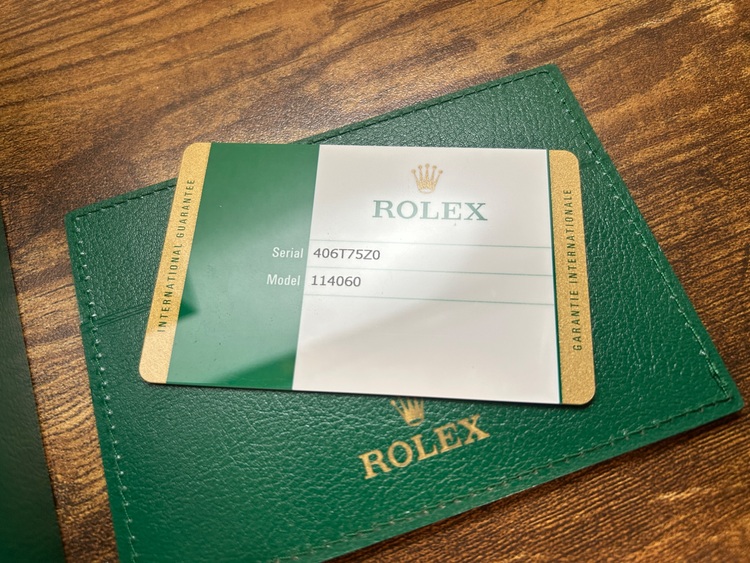 INTERNATIONAL GUARANTEE
ROLEX
Serial 406T75Z0
Model 114060
GARANTIE INTERNATIONALE
ROLEX